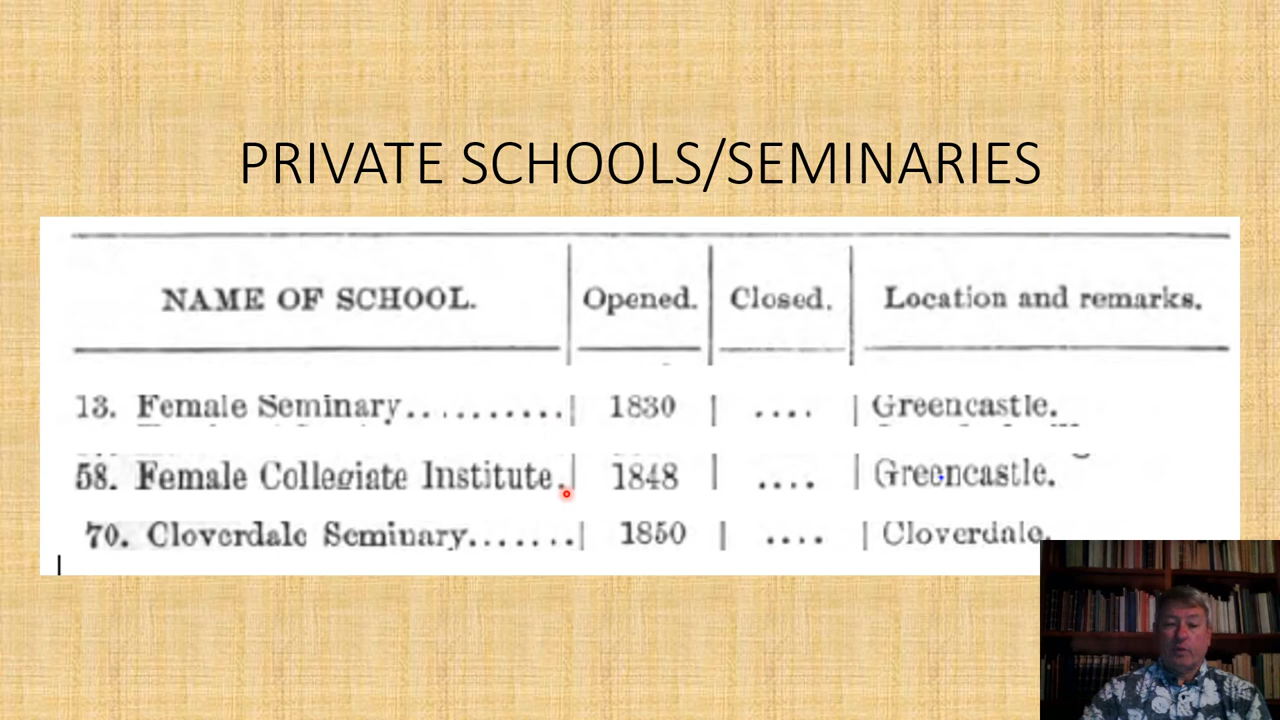 PRIVATE SCHOOLS/SEMINARIES
NAME OF SCHOOL. Opened. Closed. Location and remarks.
13. Female Seminary.......... 1830 .... Greencastle.
58. Female Collegiate Institute. 1848 .... Greencastle.
70. Cloverdale Seminary....... 1850 .... Cloverdale.